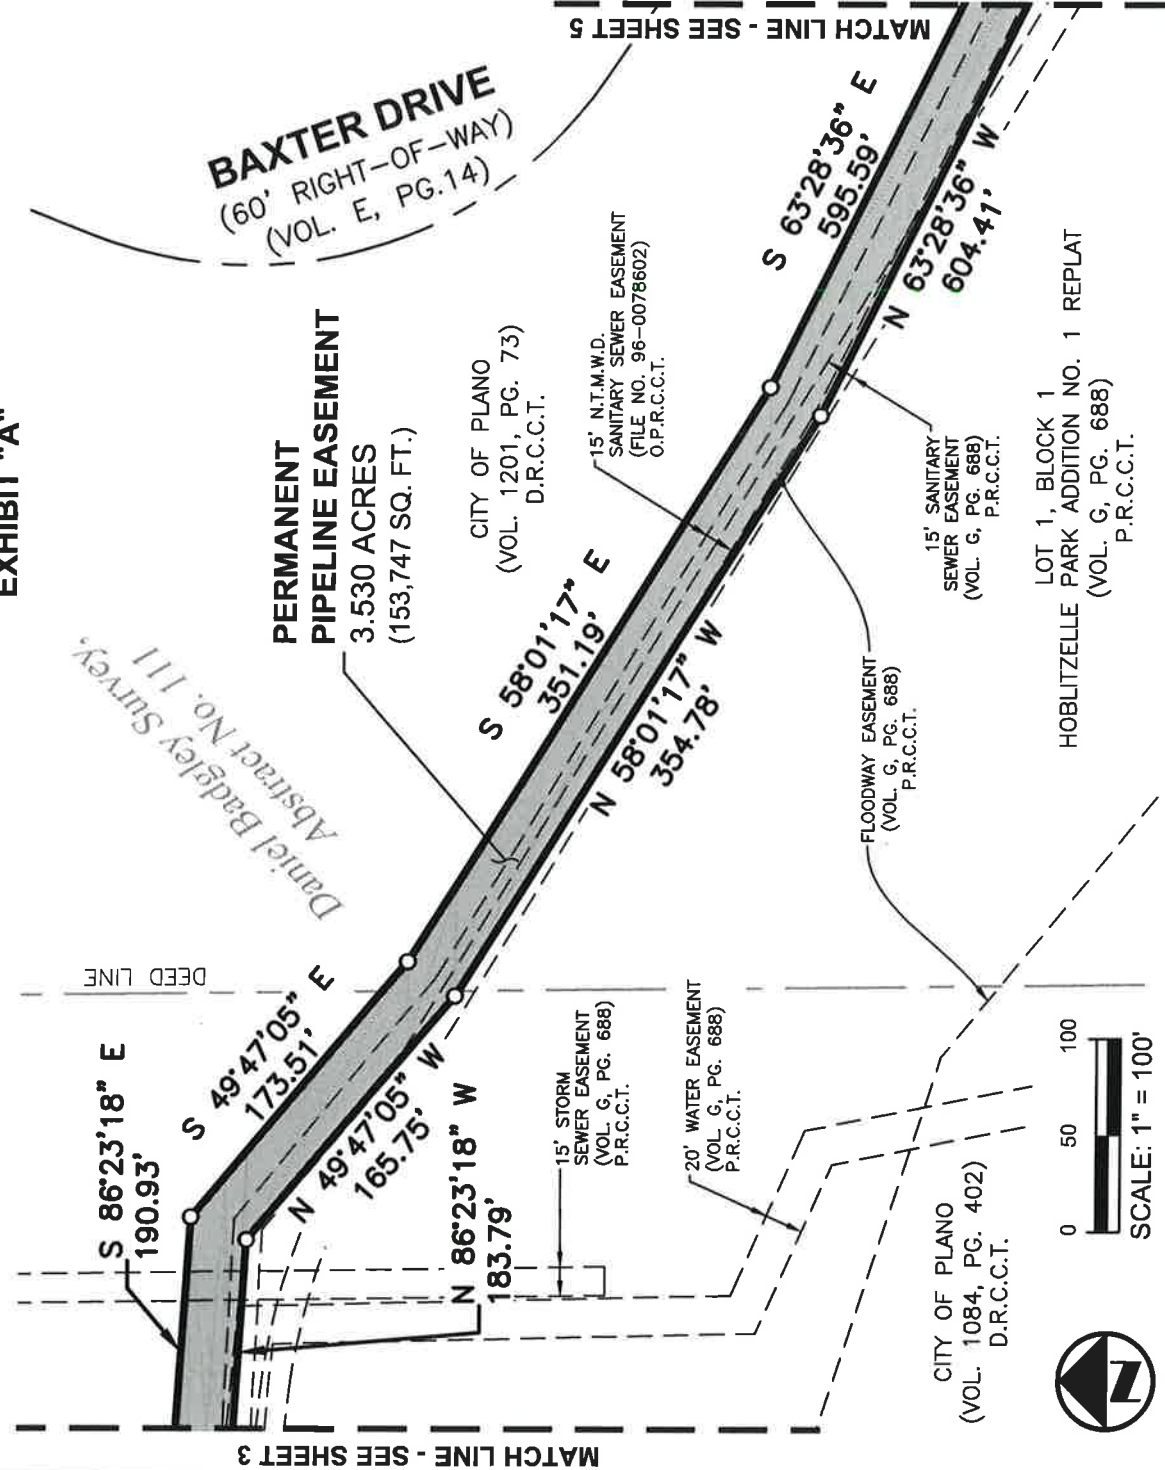 EXHIBIT "A"
MATCH LINE - SEE SHEET 5
BAXTER DRIVE
(60' RIGHT-OF-WAY)
(VOL. E, PG.14)
PERMANENT
PIPELINE EASEMENT
3.530 ACRES
(153,747 SQ. FT.)
CITY OF PLANO
(VOL. 1201, PG. 73)
D.R.C.C.T.
15' N.T.M.W.D.
SANITARY SEWER EASEMENT
(FILE NO. 96-0078602)
O.P.R.C.C.T.
S 63°28'36" E
595.59'
N 63°28'36" W
604.41'
Daniel Badgley Survey,
Abstract No. 111
S 58°01'17" E
351.19'
N 58°01'17" W
354.78'
15' SANITARY
SEWER EASEMENT
(VOL. G, PG. 688)
P.R.C.C.T.
LOT 1, BLOCK 1
HOBLITZELLE PARK ADDITION NO. 1 REPLAT
(VOL. G, PG. 688)
P.R.C.C.T.
FLOODWAY EASEMENT
(VOL. G, PG. 688)
P.R.C.C.T.
DEED LINE
S 86°23'18" E
190.93'
S 49°47'05" E
173.51'
N 49°47'05" W
165.75'
N 86°23'18" W
183.79'
15' STORM
SEWER EASEMENT
(VOL. G, PG. 688)
P.R.C.C.T.
20' WATER EASEMENT
(VOL. G, PG. 688)
P.R.C.C.T.
CITY OF PLANO
(VOL. 1084, PG. 402)
D.R.C.C.T.
0 50 100
SCALE: 1" = 100'
N
MATCH LINE - SEE SHEET 3